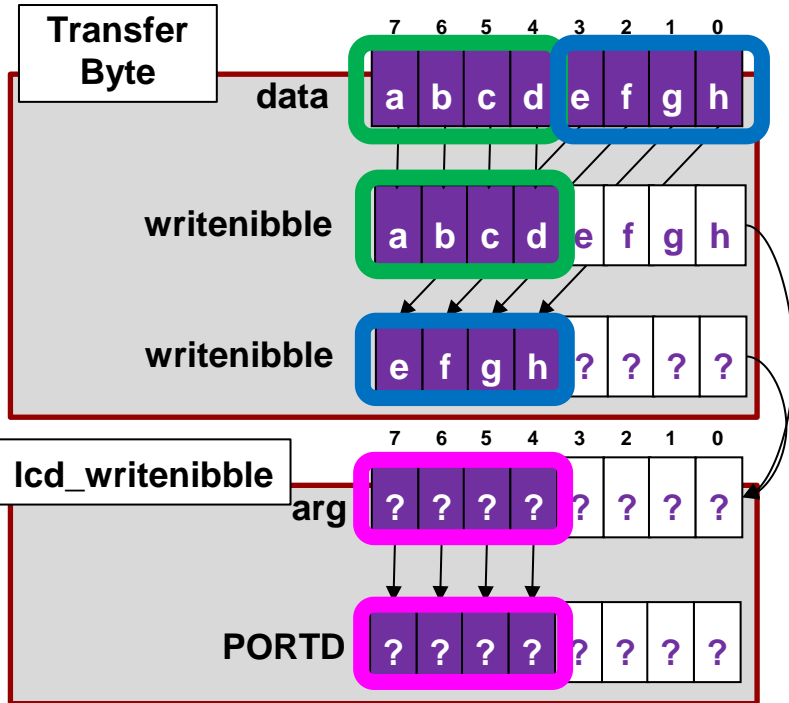 Transfer
Byte
7 6 5 4 3 2 1 0
data a b c d e f g h
writenibble a b c d e f g h
writenibble e f g h ? ? ? ?
7 6 5 4 3 2 1 0
lcd_writenibble
arg ? ? ? ? ? ? ? ?
PORTD ? ? ? ? ? ? ? ?